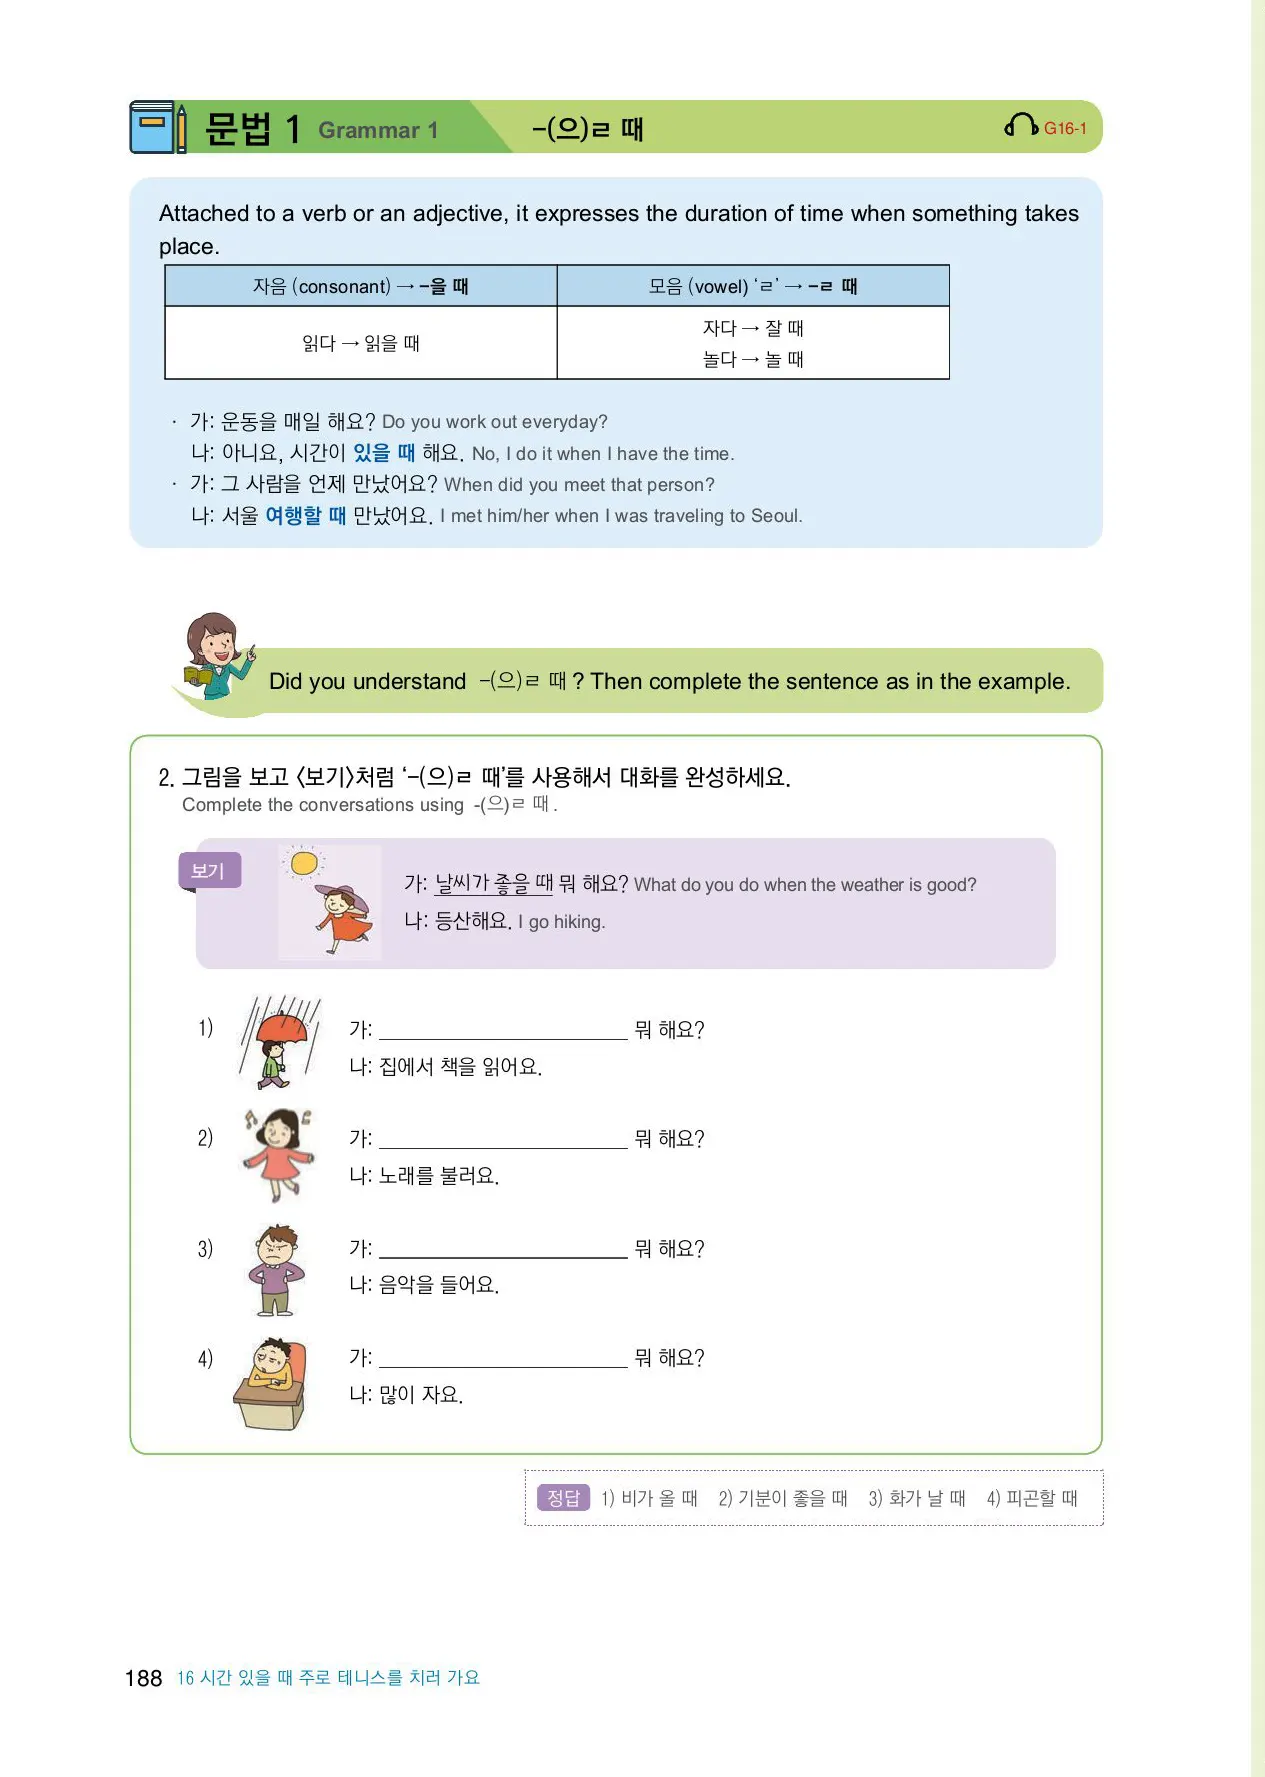 문법 1 Grammar 1 -(으)ㄹ 때 G16-1
Attached to a verb or an adjective, it expresses the duration of time when something takes
place.
자음 (consonant) → -을 때 모음 (vowel) ‘ㄹ’ → -ㄹ 때
읽다 → 읽을 때
자다 → 잘 때
놀다 → 놀 때
· 가: 운동을 매일 해요? Do you work out everyday?
나: 아니요, 시간이 있을 때 해요. No, I do it when I have the time.
· 가: 그 사람을 언제 만났어요? When did you meet that person?
나: 서울 여행할 때 만났어요. I met him/her when I was traveling to Seoul.
Did you understand -(으)ㄹ 때 ? Then complete the sentence as in the example.
2. 그림을 보고 〈보기〉처럼 ‘-(으)ㄹ 때’를 사용해서 대화를 완성하세요.
Complete the conversations using -(으)ㄹ 때 .
보기
가: 날씨가 좋을 때 뭐 해요? What do you do when the weather is good?
나: 등산해요. I go hiking.
1) 가: ____________ 뭐 해요?
나: 집에서 책을 읽어요.
2) 가: ____________ 뭐 해요?
나: 노래를 불러요.
3) 가: ____________ 뭐 해요?
나: 음악을 들어요.
4) 가: ____________ 뭐 해요?
나: 많이 자요.
정답 1) 비가 올 때 2) 기분이 좋을 때 3) 화가 날 때 4) 피곤할 때
188 16 시간 있을 때 주로 테니스를 치러 가요